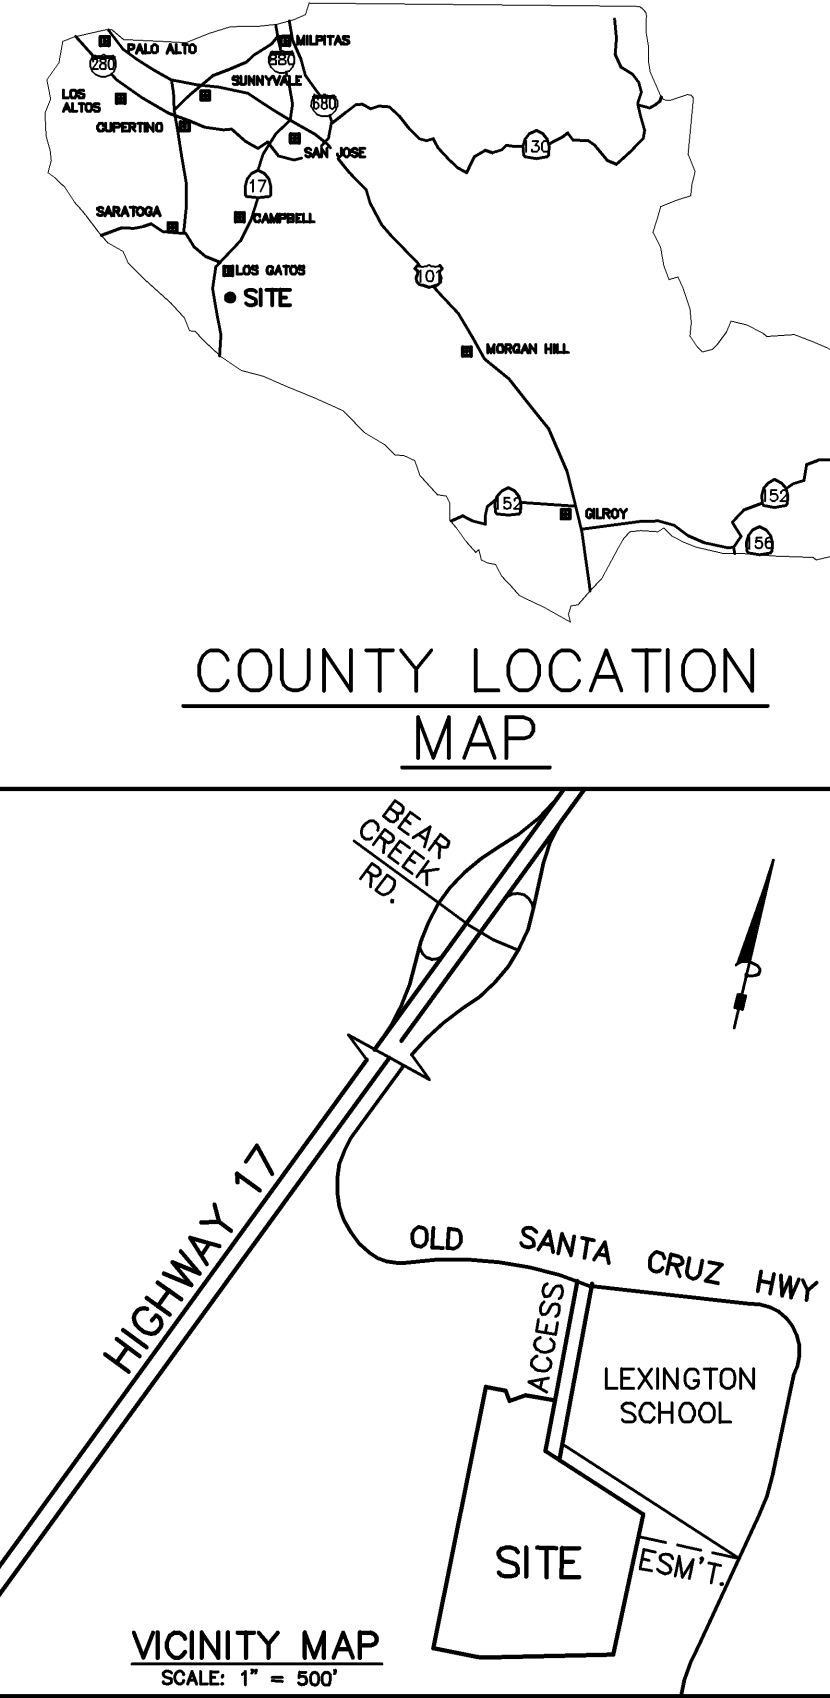 MILPITAS
PALO ALTO
280
880
SUNNYVALE
LOS
ALTOS
680
CUPERTINO
130
SAN JOSE
17
SARATOGA
CAMPBELL
LOS GATOS
101
SITE
MORGAN HILL
152
152
GILROY
156
COUNTY LOCATION
MAP
BEAR
CREEK
RD.
HIGHWAY 17
OLD SANTA CRUZ HWY
ACCESS
LEXINGTON
SCHOOL
SITE
ESM'T.
VICINITY MAP
SCALE: 1" = 500'